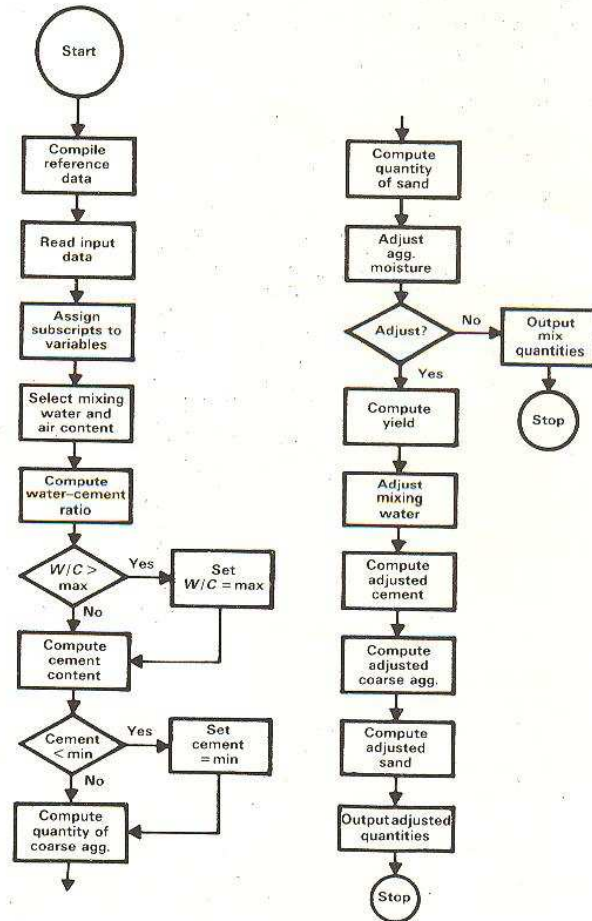 Start
Compile
reference
data
Read input
data
Assign
subscripts to
variables
Select mixing
water and
air content
Compute
water–cement
ratio
W/C >
max
Yes
Set
W/C = max
No
Compute
cement
content
Cement
< min
Yes
Set
cement
= min
No
Compute
quantity of
coarse agg.
Compute
quantity
of sand
Adjust
agg.
moisture
Adjust?
No
Output
mix
quantities
Stop
Yes
Compute
yield
Adjust
mixing
water
Compute
adjusted
cement
Compute
adjusted
coarse agg.
Compute
adjusted
sand
Output adjusted
quantities
Stop